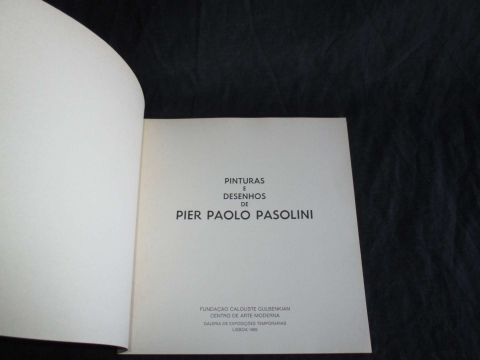 PINTURAS
E
DESENHOS
DE
PIER PAOLO PASOLINI
FUNDAÇÃO CALOUSTE GULBENKIAN
CENTRO DE ARTE MODERNA
GALERIA DE EXPOSIÇÕES TEMPORÁRIAS
LISBOA